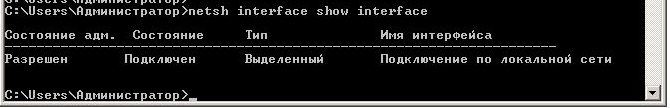 C:\Users\Администратор>netsh interface show interface
Состояние адм. Состояние Тип Имя интерфейса
Разрешен Подключен Выделенный Подключение по локальной сети
C:\Users\Администратор>_